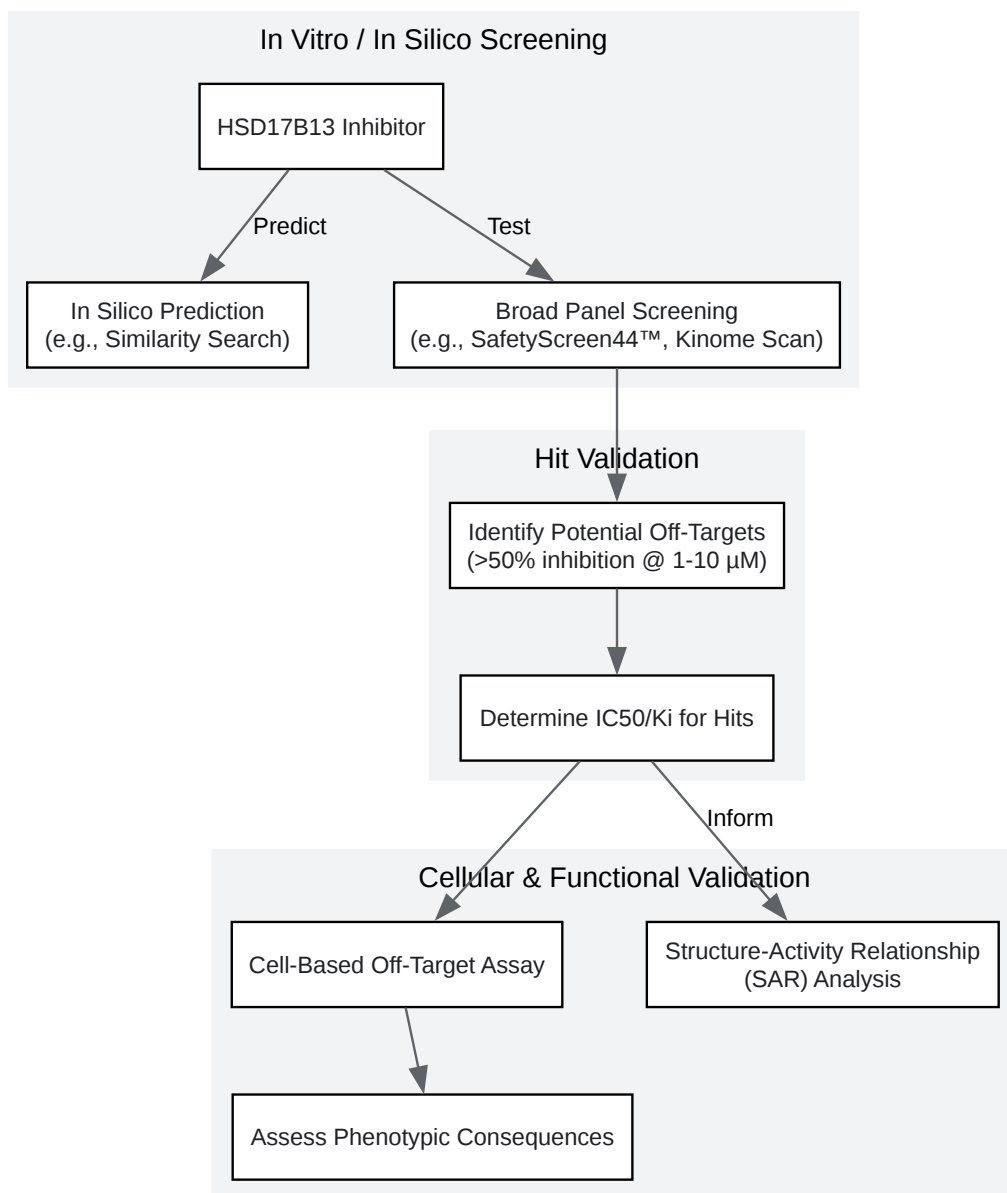 In Vitro / In Silico Screening
HSD17B13 Inhibitor
Predict
Test
In Silico Prediction
(e.g., Similarity Search)
Broad Panel Screening
(e.g., SafetyScreen44™, Kinome Scan)
Hit Validation
Identify Potential Off-Targets
(>50% inhibition @ 1-10 µM)
Determine IC50/Ki for Hits
Inform
Cellular & Functional Validation
Cell-Based Off-Target Assay
Structure-Activity Relationship
(SAR) Analysis
Assess Phenotypic Consequences